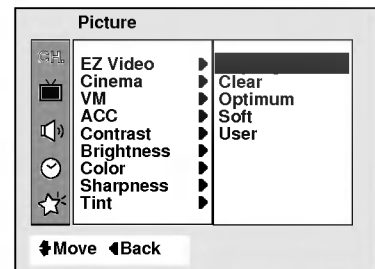 Picture
CH.
EZ Video
Cinema
VM
ACC
Contrast
Brightness
Color
Sharpness
Tint
Clear
Optimum
Soft
User
Move Back